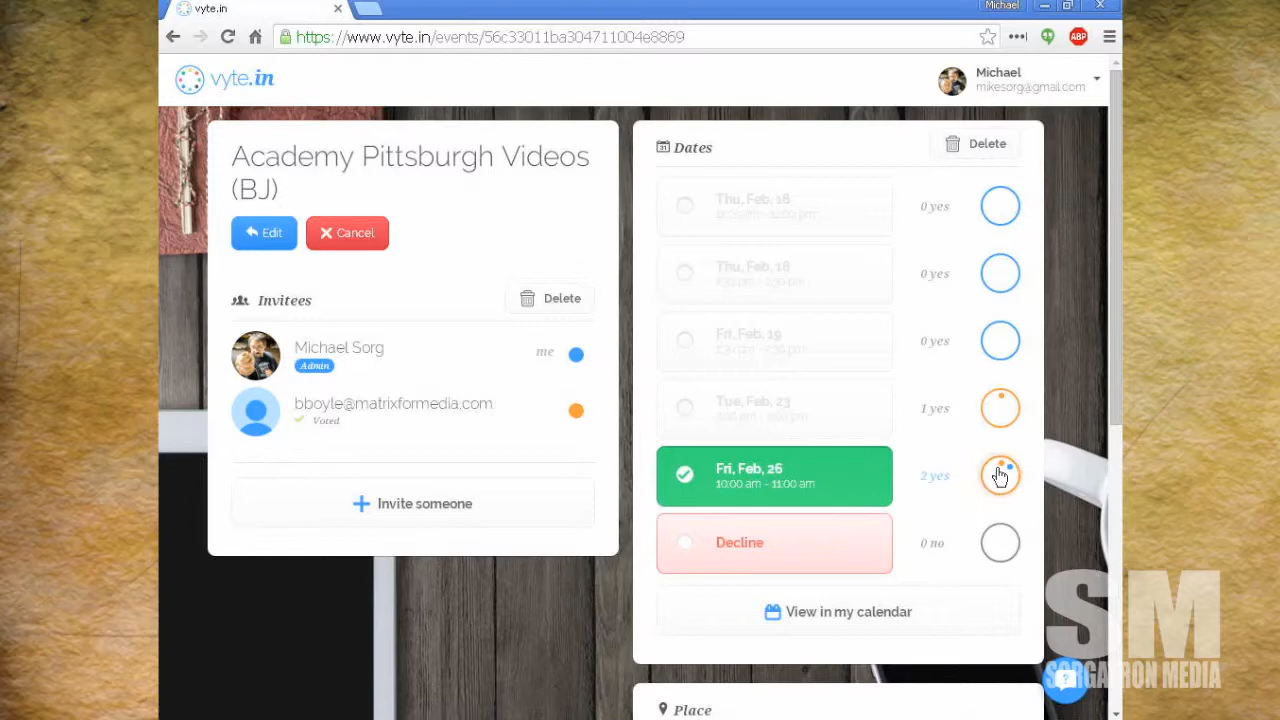 vyte.in
Michael
https://www.vyte.in/events/56c33011ba304711004e8869
ABP
vyte.in
Michael
mikesorg@gmail.com
Academy Pittsburgh Videos
(BJ)
Edit
Cancel
Invitees
Delete
Michael Sorg
me
Admin
bboyle@matrixformedia.com
Voted
Invite someone
31 Dates
Delete
Thu, Feb, 18
0 yes
Thu, Feb, 18
0 yes
Fri, Feb, 19
0 yes
Tue, Feb, 23
1 yes
Fri, Feb, 26
10:00 am - 11:00 am
2 yes
Decline
0 no
View in my calendar
Place
SM
SORGATRON MEDIA